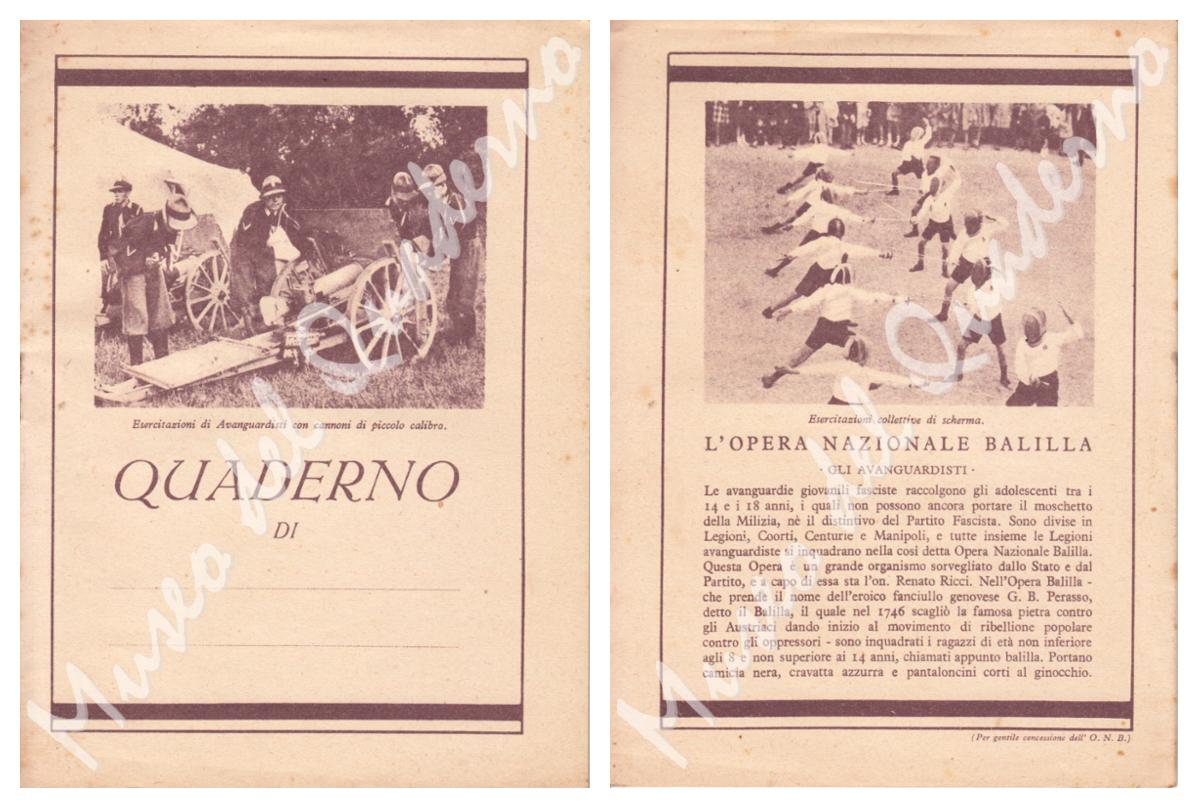 Esercitazioni di Avanguardisti con cannoni di piccolo calibro.
QUADERNO
DI
Museo del Quaderno
Esercitazioni collettive di scherma.
L'OPERA NAZIONALE BALILLA
· GLI AVANGUARDISTI ·
Le avanguardie giovanili fasciste raccolgono gli adolescenti tra i
14 e i 18 anni, i quali non possono ancora portare il moschetto
della Milizia, nè il distintivo del Partito Fascista. Sono divise in
Legioni, Coorti, Centurie e Manipoli, e tutte insieme le Legioni
avanguardiste si inquadrano nella così detta Opera Nazionale Balilla.
Questa Opera è un grande organismo sorvegliato dallo Stato e dal
Partito, e a capo di essa sta l'on. Renato Ricci. Nell'Opera Balilla -
che prende il nome dell'eroico fanciullo genovese G. B. Perasso,
detto il Balilla, il quale nel 1746 scagliò la famosa pietra contro
gli Austriaci dando inizio al movimento di ribellione popolare
contro gli oppressori - sono inquadrati i ragazzi di età non inferiore
agli 8 e non superiore ai 14 anni, chiamati appunto balilla. Portano
camicia nera, cravatta azzurra e pantaloncini corti al ginocchio.
(Per gentile concessione dell' O. N. B.)
Museo del Quaderno